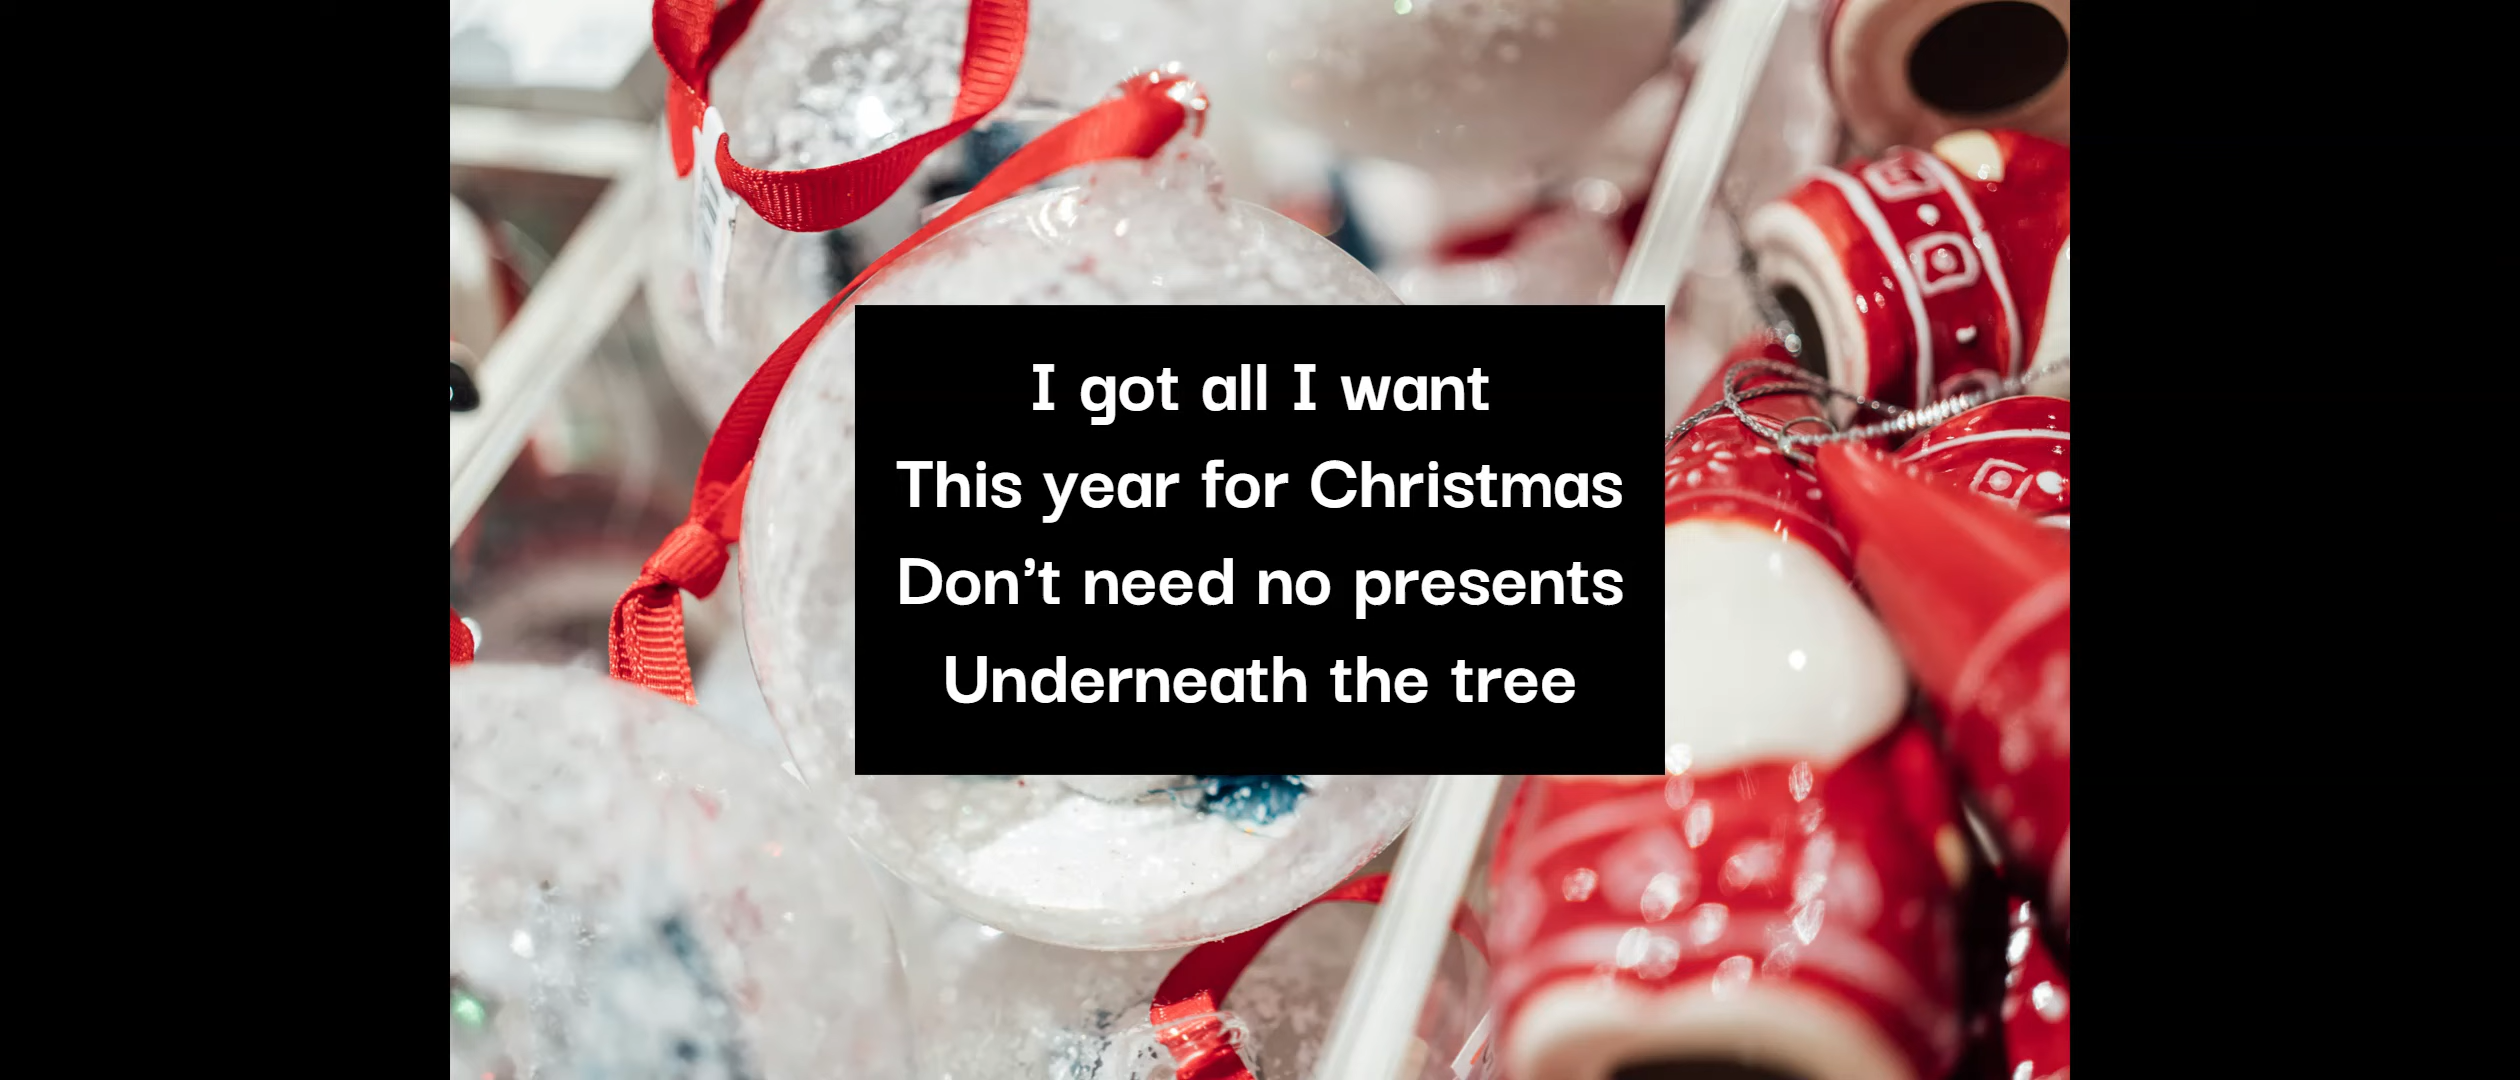 I got all I want
This year for Christmas
Don't need no presents
Underneath the tree